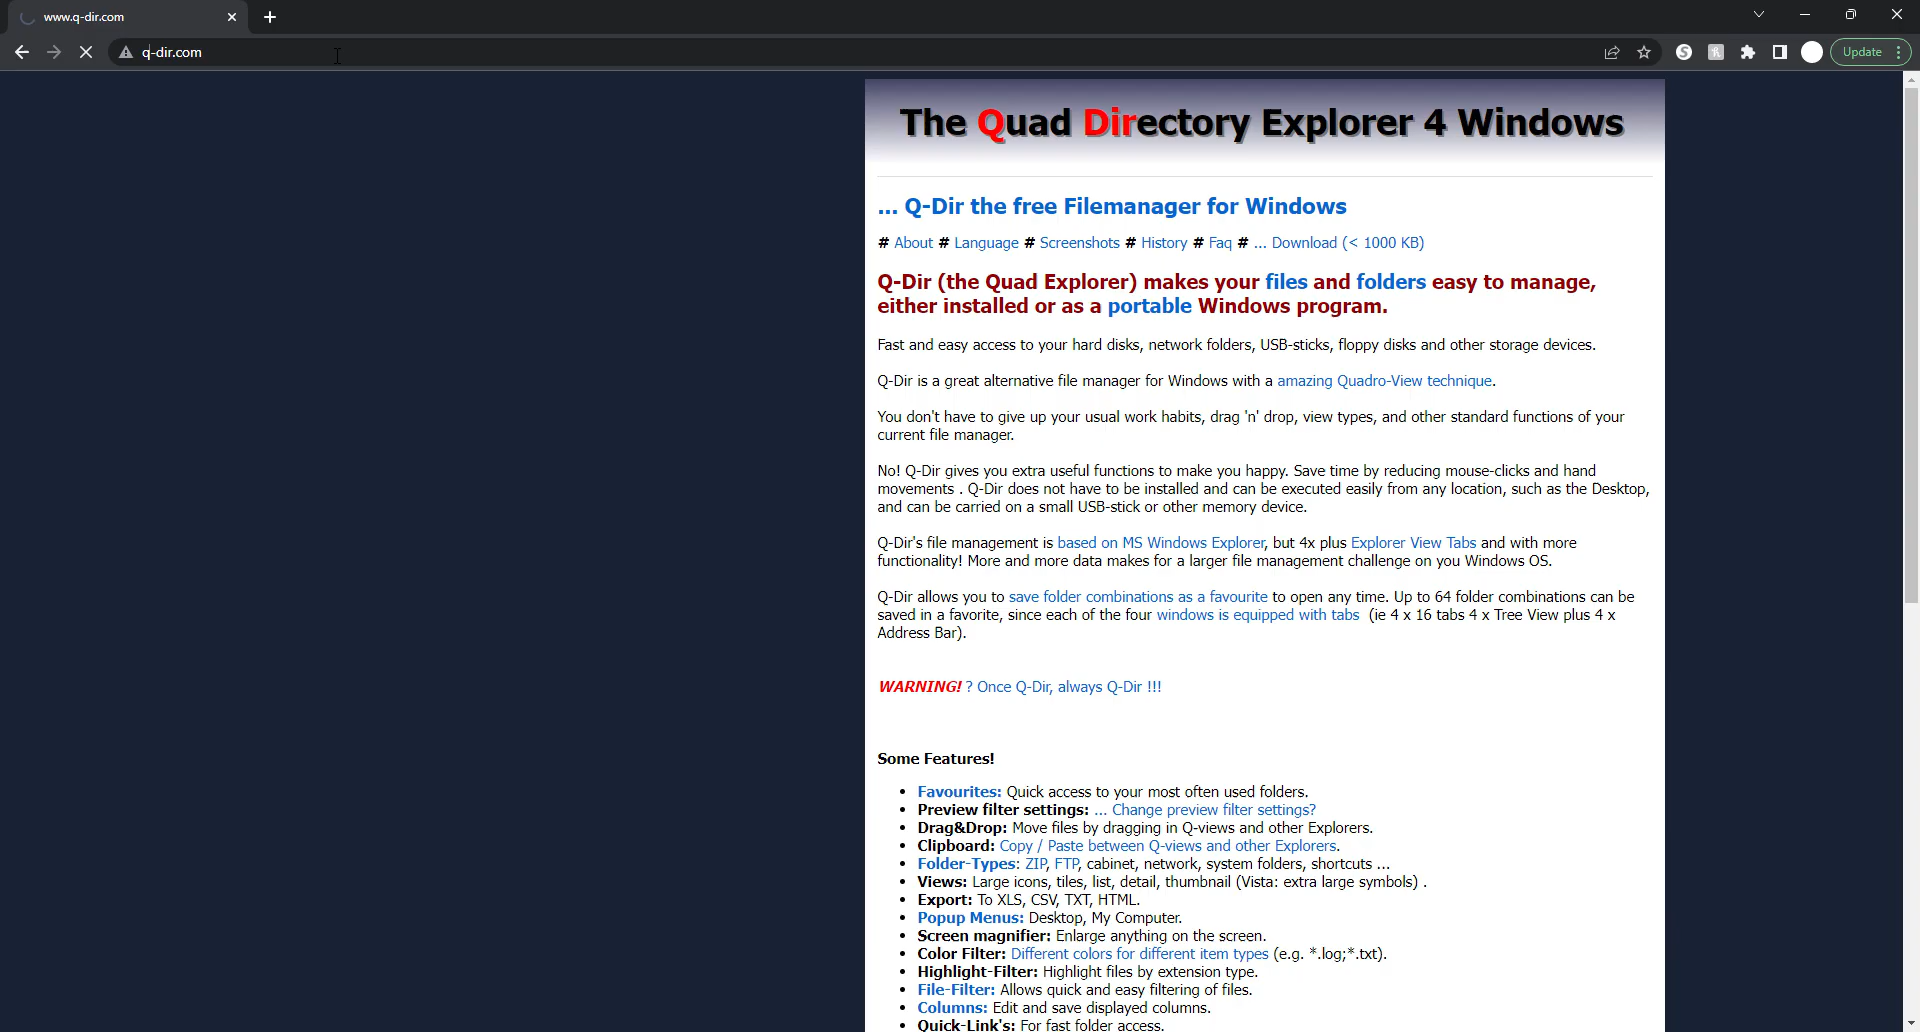 www.q-dir.com
q-dir.com
Update
The Quad Directory Explorer 4 Windows
... Q-Dir the free Filemanager for Windows
# About # Language # Screenshots # History # Faq # ... Download (< 1000 KB)
Q-Dir (the Quad Explorer) makes your files and folders easy to manage,
either installed or as a portable Windows program.
Fast and easy access to your hard disks, network folders, USB-sticks, floppy disks and other storage devices.
Q-Dir is a great alternative file manager for Windows with a amazing Quadro-View technique.
You don't have to give up your usual work habits, drag 'n' drop, view types, and other standard functions of your
current file manager.
No! Q-Dir gives you extra useful functions to make you happy. Save time by reducing mouse-clicks and hand
movements . Q-Dir does not have to be installed and can be executed easily from any location, such as the Desktop,
and can be carried on a small USB-stick or other memory device.
Q-Dir's file management is based on MS Windows Explorer, but 4x plus Explorer View Tabs and with more
functionality! More and more data makes for a larger file management challenge on you Windows OS.
Q-Dir allows you to save folder combinations as a favourite to open any time. Up to 64 folder combinations can be
saved in a favorite, since each of the four windows is equipped with tabs (ie 4 x 16 tabs 4 x Tree View plus 4 x
Address Bar).
WARNING! ? Once Q-Dir, always Q-Dir !!!
Some Features!
• Favourites: Quick access to your most often used folders.
• Preview filter settings: ... Change preview filter settings?
• Drag&Drop: Move files by dragging in Q-views and other Explorers.
• Clipboard: Copy / Paste between Q-views and other Explorers.
• Folder-Types: ZIP, FTP, cabinet, network, system folders, shortcuts ...
• Views: Large icons, tiles, list, detail, thumbnail (Vista: extra large symbols) .
• Export: To XLS, CSV, TXT, HTML.
• Popup Menus: Desktop, My Computer.
• Screen magnifier: Enlarge anything on the screen.
• Color Filter: Different colors for different item types (e.g. *.log;*.txt).
• Highlight-Filter: Highlight files by extension type.
• File-Filter: Allows quick and easy filtering of files.
• Columns: Edit and save displayed columns.
• Quick-Link's: For fast folder access.